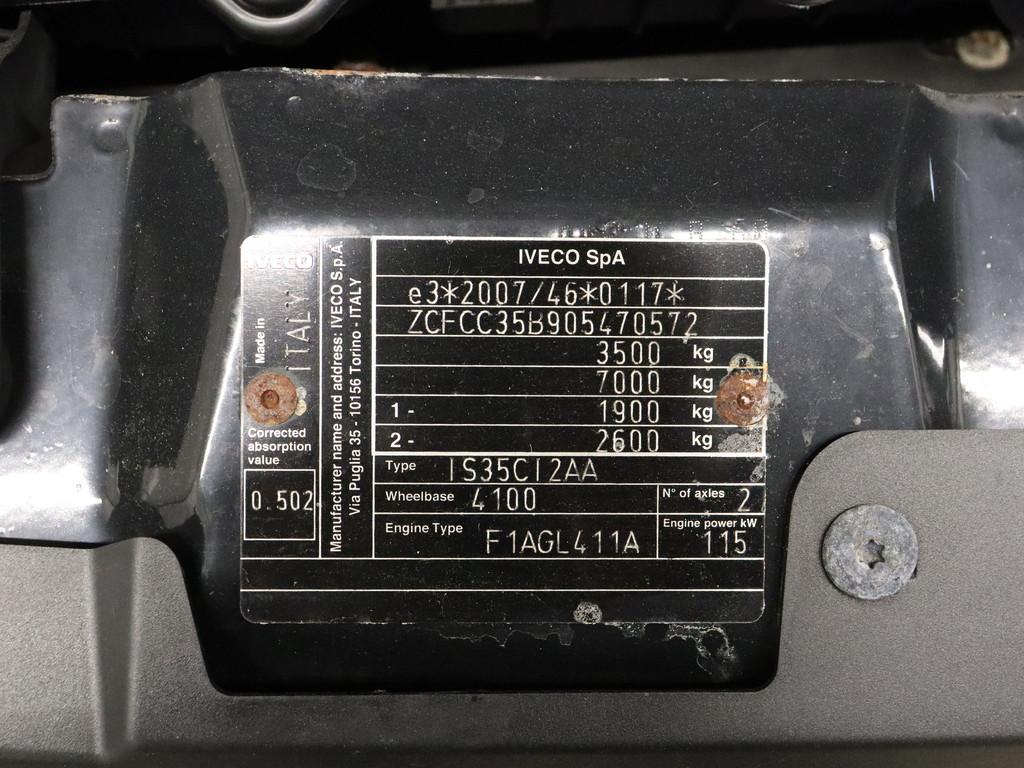 IVECO
Made in
ITALY
Corrected
absorption
value
0.502
Manufacturer name and address: IVECO S.p.A.
Via Puglia 35 - 10156 Torino - ITALY
IVECO SpA
e3*2007/46*0117*
ZCFCC35B905470572
3500 kg
7000 kg
1 - 1900 kg
2 - 2600 kg
Type IS35CI2AA
Wheelbase 4100
N° of axles 2
Engine Type F1AGL411A
Engine power kW
115